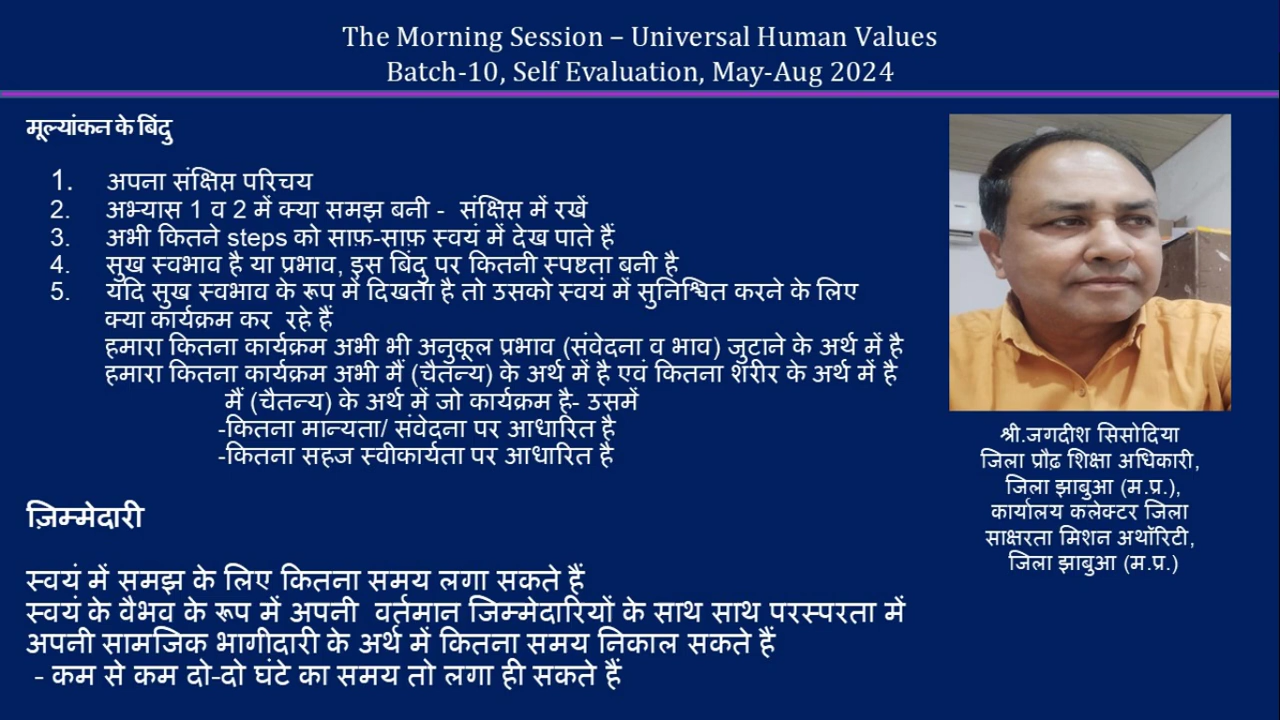 The Morning Session – Universal Human Values
Batch-10, Self Evaluation, May-Aug 2024
मूल्यांकन के बिंदु
1. अपना संक्षिप्त परिचय
2. अभ्यास 1 व 2 में क्या समझ बनी - संक्षिप्त में रखें
3. अभी कितने steps को साफ़-साफ़ स्वयं में देख पाते हैं
4. सुख स्वभाव है या प्रभाव, इस बिंदु पर कितनी स्पष्टता बनी है
5. यदि सुख स्वभाव के रूप में दिखता है तो उसको स्वयं में सुनिश्चित करने के लिए
क्या कार्यक्रम कर रहे हैं
हमारा कितना कार्यक्रम अभी भी अनुकूल प्रभाव (संवेदना व भाव) जुटाने के अर्थ में है
हमारा कितना कार्यक्रम अभी मैं (चैतन्य) के अर्थ में है एवं कितना शरीर के अर्थ में है
मैं (चैतन्य) के अर्थ में जो कार्यक्रम है- उसमें
-कितना मान्यता/ संवेदना पर आधारित है
-कितना सहज स्वीकार्यता पर आधारित है
ज़िम्मेदारी
स्वयं में समझ के लिए कितना समय लगा सकते हैं
स्वयं के वैभव के रूप में अपनी वर्तमान जिम्मेदारियों के साथ साथ परस्परता में
अपनी सामजिक भागीदारी के अर्थ में कितना समय निकाल सकते हैं
- कम से कम दो-दो घंटे का समय तो लगा ही सकते हैं
श्री.जगदीश सिसोदिया
जिला प्रौढ़ शिक्षा अधिकारी,
जिला झाबुआ (म.प्र.),
कार्यालय कलेक्टर जिला
साक्षरता मिशन अथॉरिटी,
जिला झाबुआ (म.प्र.)